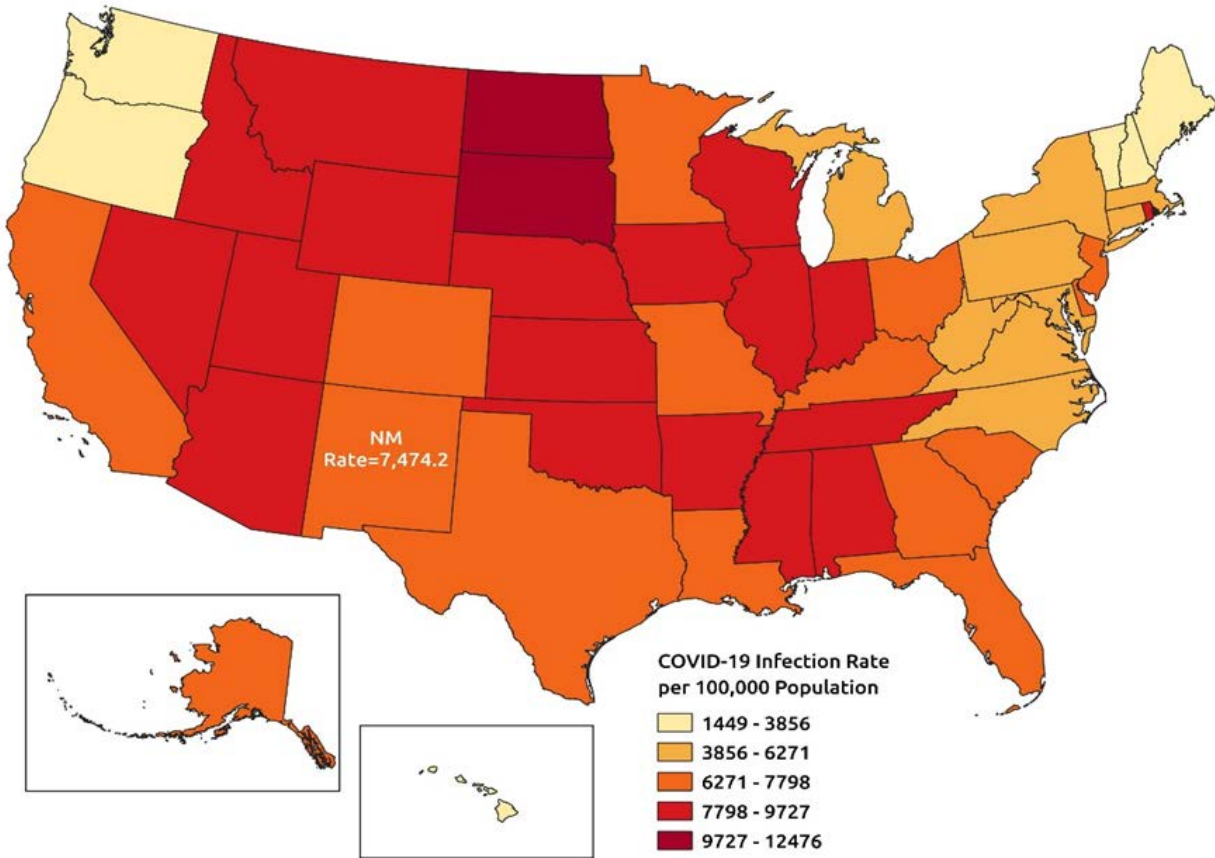 NM
Rate=7,474.2
COVID-19 Infection Rate
per 100,000 Population
1449 - 3856
3856 - 6271
6271 - 7798
7798 - 9727
9727 - 12476